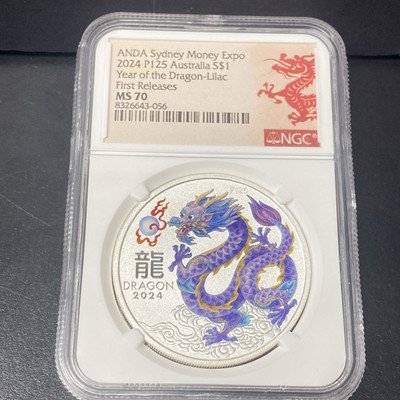 ANDA Sydney Money Expo
2024 P125 Australia S$1
Year of the Dragon-Lilac
First Releases
MS 70
8326643-056
NGC
P125
龍
DRAGON
2024